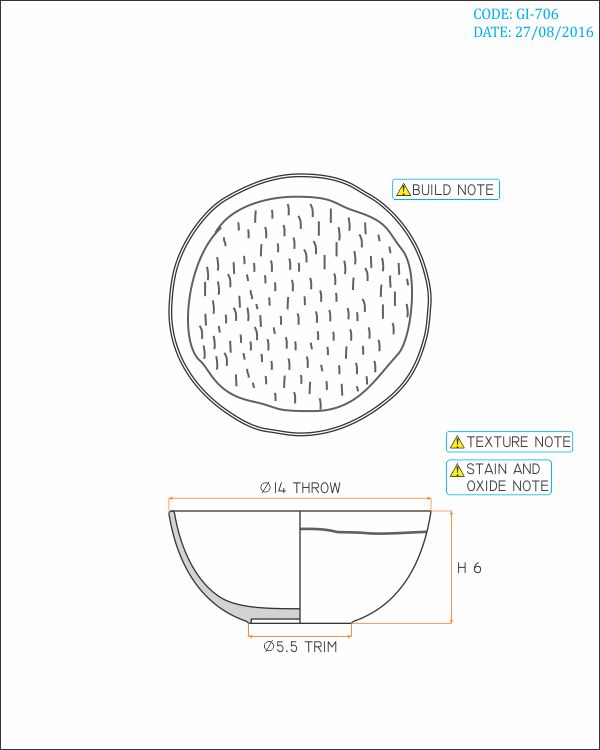 CODE: GI-706
DATE: 27/08/2016
BUILD NOTE
TEXTURE NOTE
STAIN AND
OXIDE NOTE
Ø14 THROW
H 6
Ø5.5 TRIM